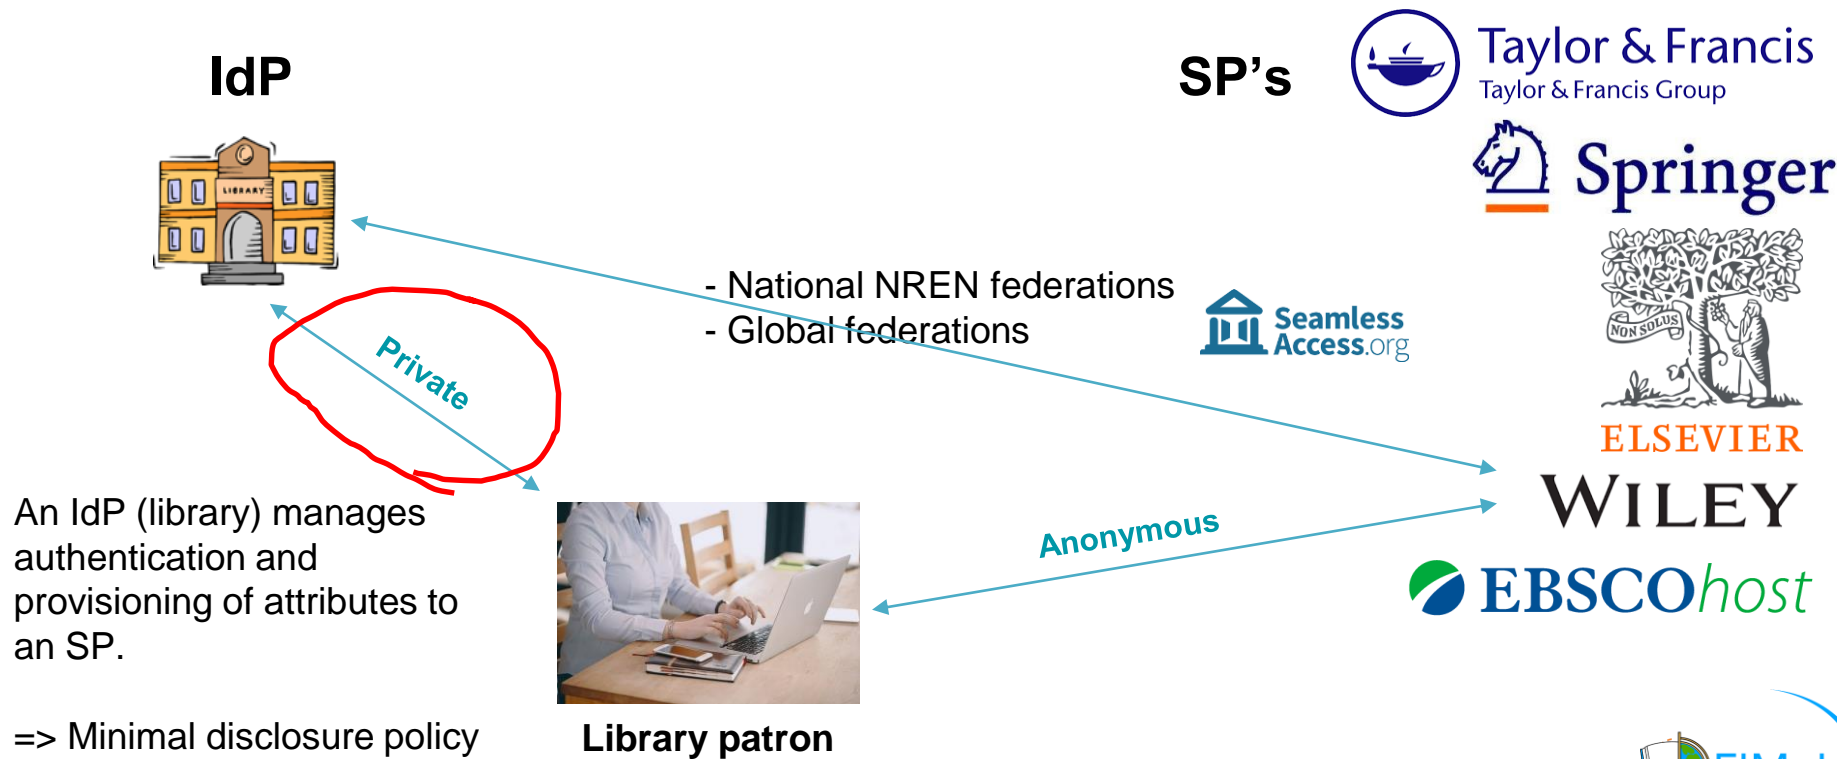 IdP
SP's
Taylor & Francis
Taylor & Francis Group
Springer
LIBRARY
- National NREN federations
- Global federations
Seamless
Access.org
NON SOLUS
ELSEVIER
Private
WILEY
An IdP (library) manages
authentication and
provisioning of attributes to
an SP.
Anonymous
EBSCOhost
=> Minimal disclosure policy
Library patron